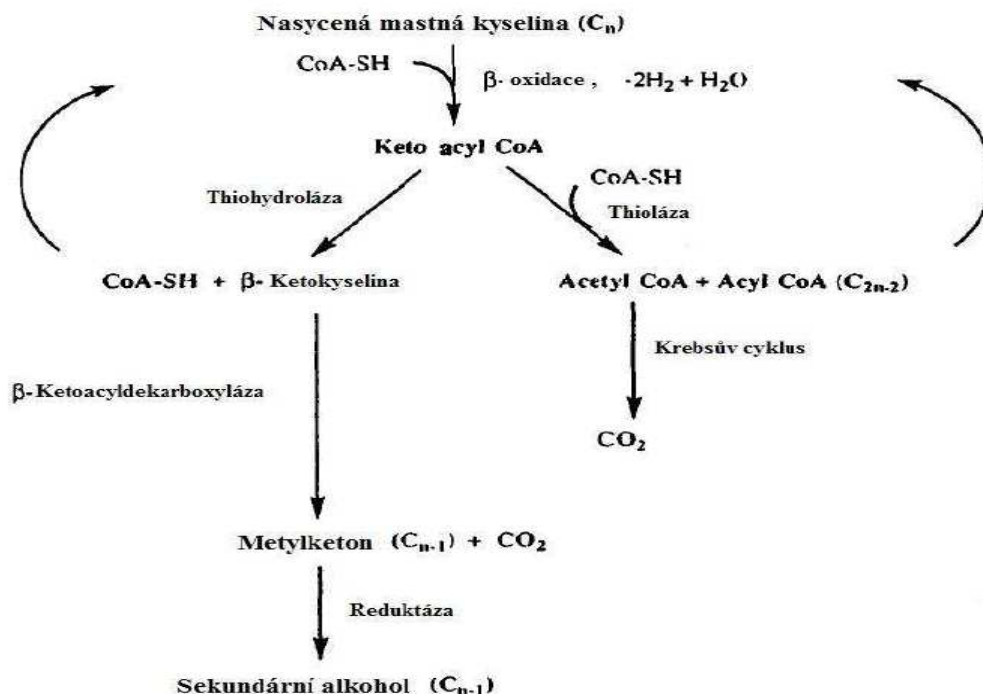 Nasycená mastná kyselina (Cn)
CoA-SH
β- oxidace , -2H2 + H2O
Keto acyl CoA
CoA-SH
Thiohydroláza
Thioláza
CoA-SH + β- Ketokyselina
Acetyl CoA + Acyl CoA (C2n-2)
Krebsův cyklus
β-Ketoacyldekarboxyláza
CO2
Metylketon (Cn-1) + CO2
Reduktáza
Sekundární alkohol (Cn-1)